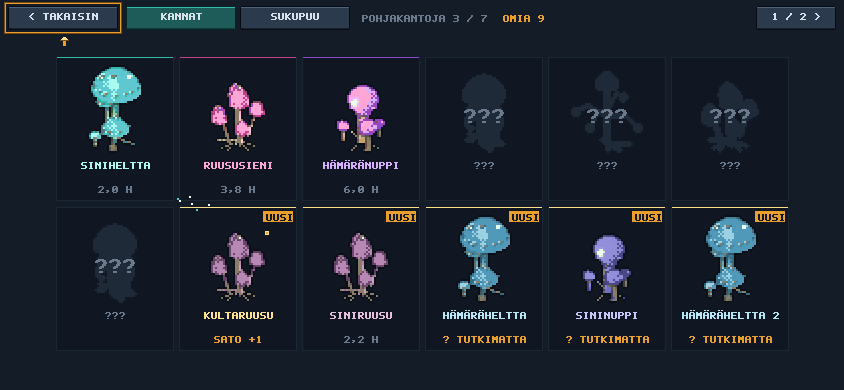 < TAKAISIN KANNAT SUKUPUU POHJAKANTOJA 3 / 7 OMIA 9 1 / 2 >
??? ??? ???
SINIHELTTA RUUSUSIENI HÄMÄRÄNUPPI ??? ??? ???
2,0 H 3,8 H 6,0 H
UUSI UUSI UUSI UUSI UUSI
???
??? KULTARUUSU SINIRUUSU HÄMÄRÄHELTTA SININUPPI HÄMÄRÄHELTTA 2
SATO +1 2,2 H ? TUTKIMATTA ? TUTKIMATTA ? TUTKIMATTA